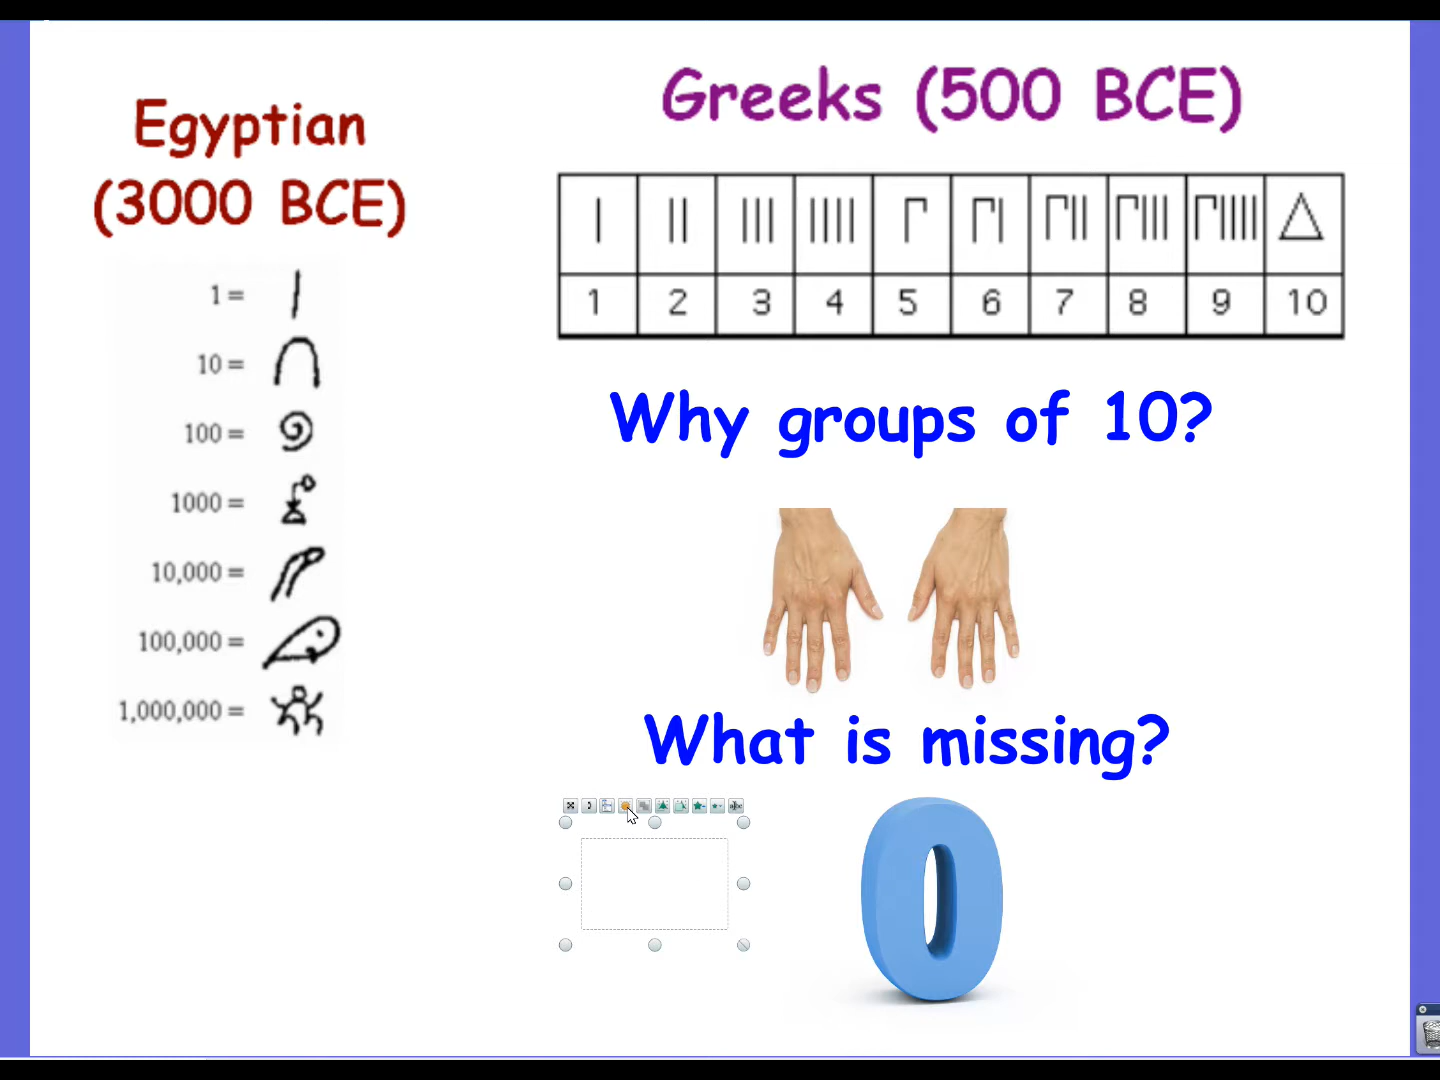 Egyptian
(3000 BCE)
1 =
10 =
100 =
1000 =
10,000 =
100,000 =
1,000,000 =
Greeks (500 BCE)
1 2 3 4 5 6 7 8 9 10
Why groups of 10?
What is missing?
abc
0